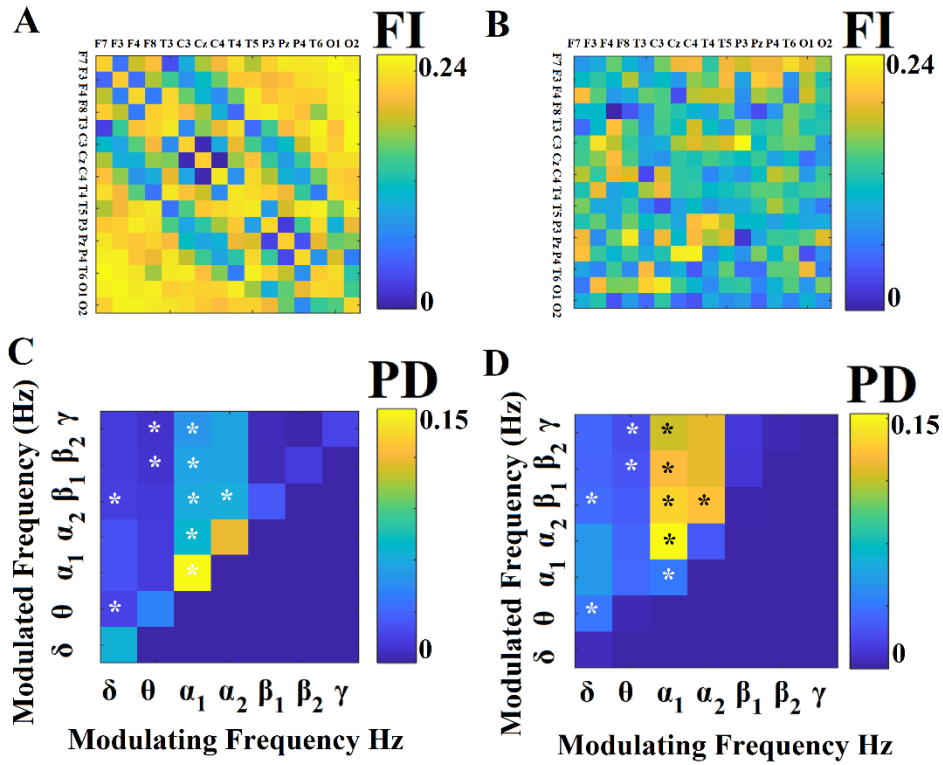 A
F7 F3 F4 F8 T3 C3 Cz C4 T4 T5 P3 Pz P4 T6 O1 O2
FI
F7 F3 F4 F8 T3 C3 Cz C4 T4 T5 P3 Pz P4 T6 O1 O2
0.24
0
B
F7 F3 F4 F8 T3 C3 Cz C4 T4 T5 P3 Pz P4 T6 O1 O2
FI
F7 F3 F4 F8 T3 C3 Cz C4 T4 T5 P3 Pz P4 T6 O1 O2
0.24
0
C
PD
Modulated Frequency (Hz)
δ θ α1 α2 β1 β2 γ
* *
* *
* * *
*
*
*
0.15
0
δ θ α1 α2 β1 β2 γ
Modulating Frequency Hz
D
PD
Modulated Frequency (Hz)
δ θ α1 α2 β1 β2 γ
* *
* *
* * *
*
*
*
0.15
0
δ θ α1 α2 β1 β2 γ
Modulating Frequency Hz